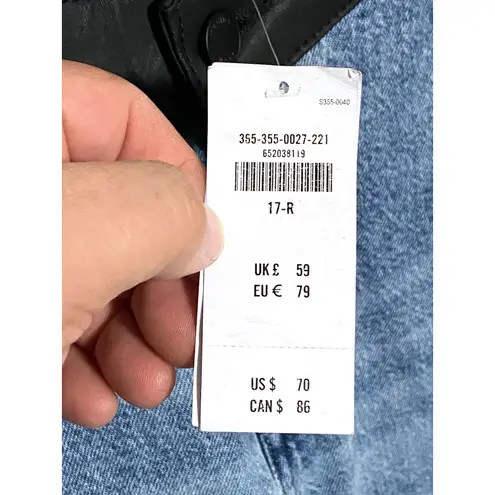 S355-0040
365-355-0027-221
652038119
17-R
UK £ 59
EU € 79
US $ 70
CAN $ 86